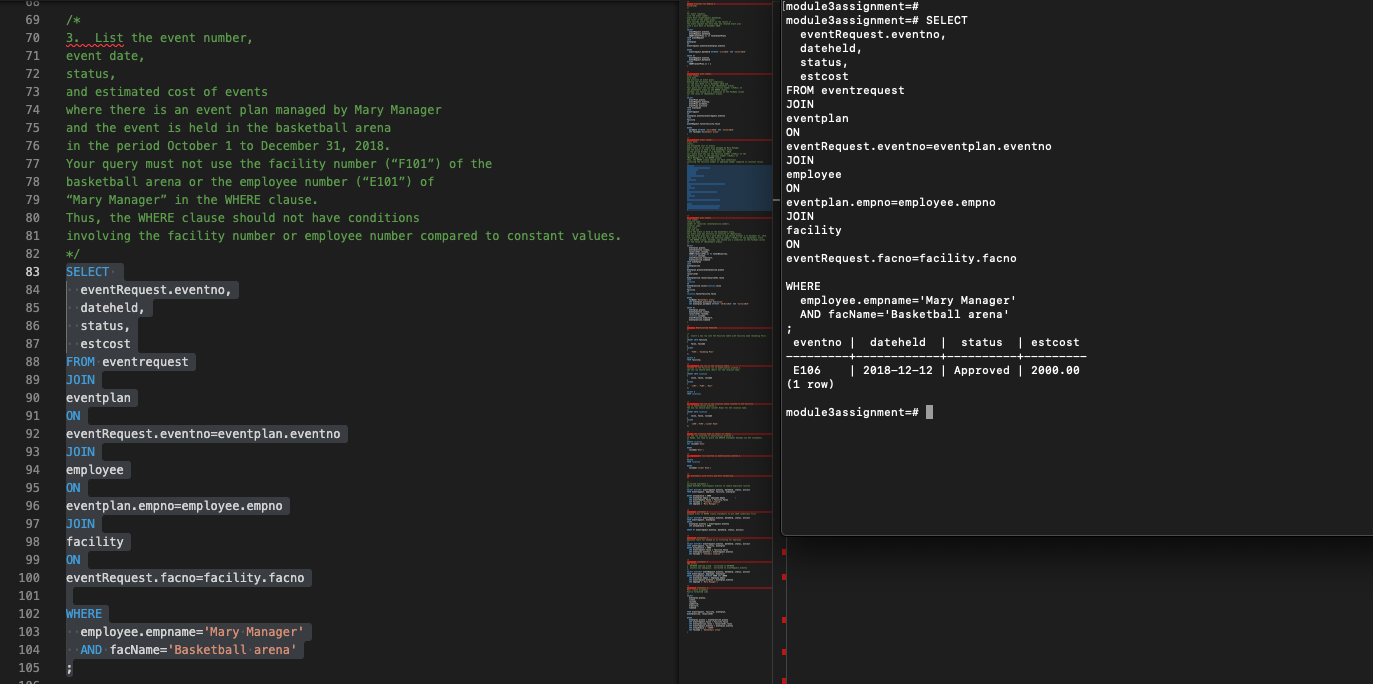 68
69 /*
70 3.  List the event number,
71 event date,
72 status,
73 and estimated cost of events
74 where there is an event plan managed by Mary Manager
75 and the event is held in the basketball arena
76 in the period October 1 to December 31, 2018.
77 Your query must not use the facility number (“F101”) of the
78 basketball arena or the employee number (“E101”) of
79 “Mary Manager” in the WHERE clause.
80 Thus, the WHERE clause should not have conditions
81 involving the facility number or employee number compared to constant values.
82 */
83 SELECT
84   eventRequest.eventno,
85   dateheld,
86   status,
87   estcost
88 FROM eventrequest
89 JOIN
90 eventplan
91 ON
92 eventRequest.eventno=eventplan.eventno
93 JOIN
94 employee
95 ON
96 eventplan.empno=employee.empno
97 JOIN
98 facility
99 ON
100 eventRequest.facno=facility.facno
101
102 WHERE
103   employee.empname='Mary Manager'
104   AND facName='Basketball arena'
105 ;
106
[module3assignment=#
module3assignment=# SELECT
  eventRequest.eventno,
  dateheld,
  status,
  estcost
FROM eventrequest
JOIN
eventplan
ON
eventRequest.eventno=eventplan.eventno
JOIN
employee
ON
eventplan.empno=employee.empno
JOIN
facility
ON
eventRequest.facno=facility.facno
WHERE
  employee.empname='Mary Manager'
  AND facName='Basketball arena'
;
 eventno |  dateheld  |  status  | estcost
---------+------------+----------+---------
 E106    | 2018-12-12 | Approved | 2000.00
(1 row)
module3assignment=#